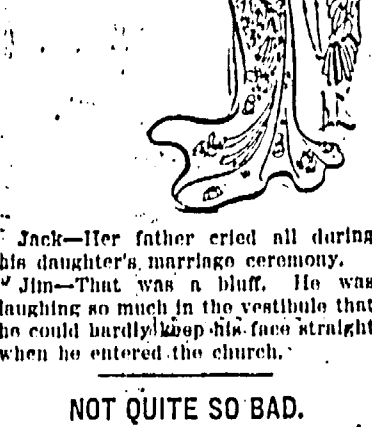 Jack—Her father cried all during
his daughter's marriage ceremony.
Jim—That was a bluff. He was
laughing so much in the vestibule that
he could hardly keep his face straight
when he entered the church.
NOT QUITE SO BAD.